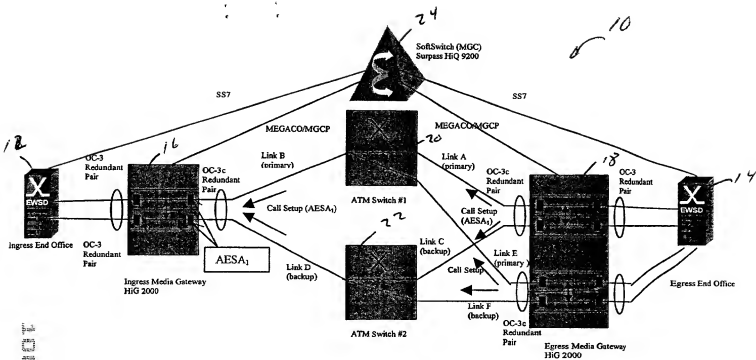 24
10
SoftSwitch (MGC)
Surpass HiQ 9200
SS7
SS7
MEGACO/MGCP
MEGACO/MGCP
12
16
20
18
14
OC-3
Redundant
Pair
OC-3c
Redundant
Pair
Link B
(primary)
Link A
(primary)
OC-3c
Redundant
Pair
OC-3
Redundant
Pair
EWSD
EWSD
Call Setup (AESA₁)
ATM Switch #1
Call Setup
(AESA₁)
Ingress End Office
OC-3
Redundant
Pair
AESA₁
22
Link C
(backup)
Link D
(backup)
Link E
(primary)
Call Setup
Egress End Office
Ingress Media Gateway
HiG 2000
Link F
(backup)
ATM Switch #2
OC-3c
Redundant
Pair
Egress Media Gateway
HiG 2000